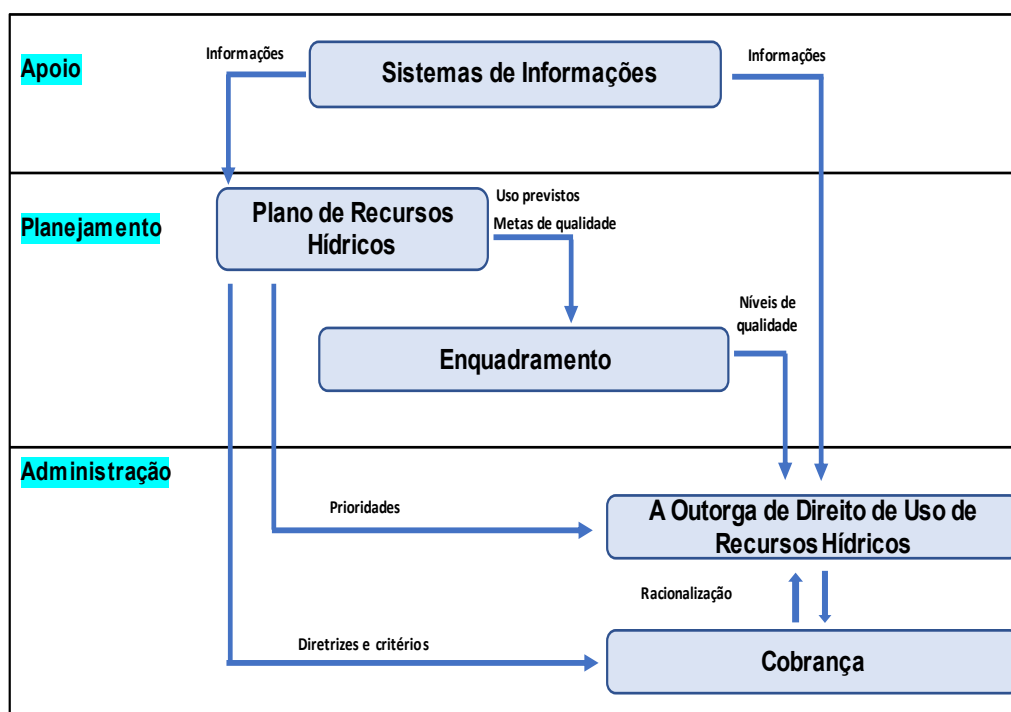 Apoio
Informações
Sistemas de Informações
Informações
Planejamento
Plano de Recursos
Hídricos
Uso previstos
Metas de qualidade
Enquadramento
Níveis de
qualidade
Administração
Prioridades
A Outorga de Direito de Uso de
Recursos Hídricos
Racionalização
Diretrizes e critérios
Cobrança